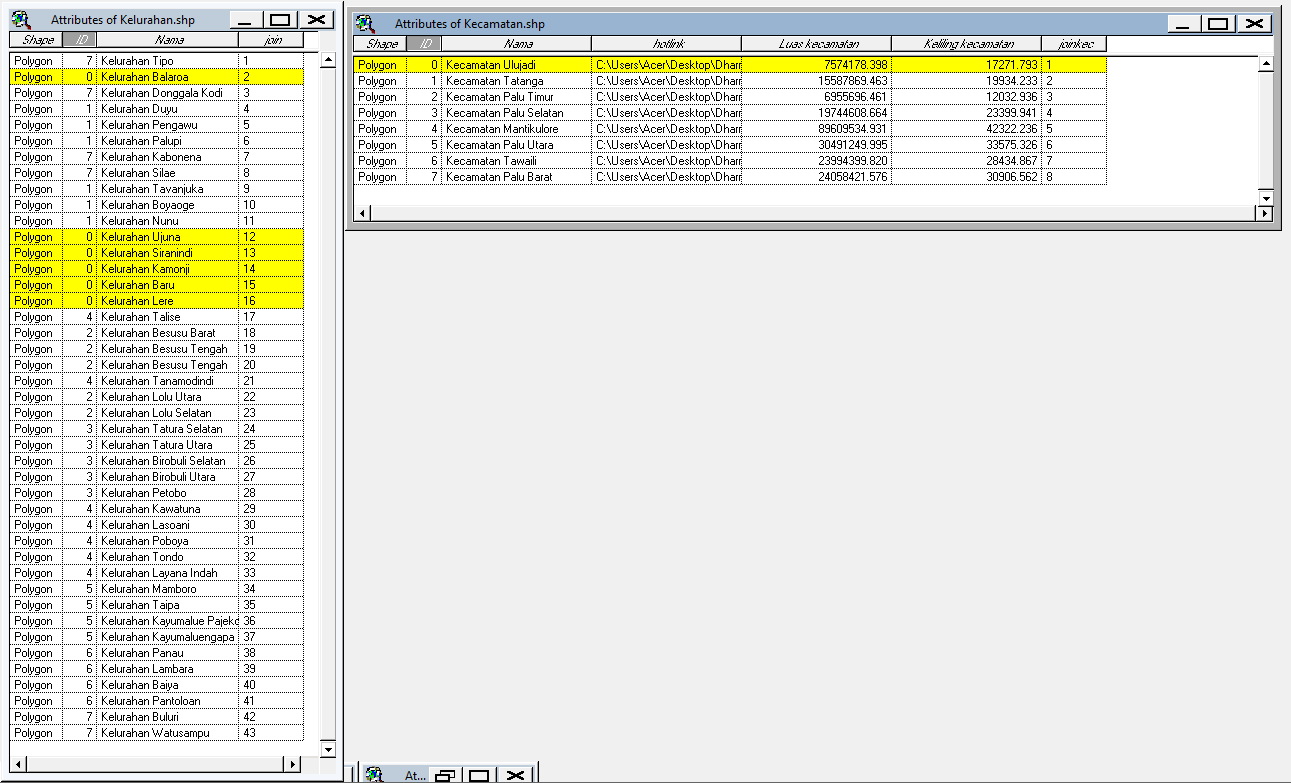 Attributes of Kelurahan.shp
Shape ID Nama join
Polygon 7 Kelurahan Tipo 1
Polygon 0 Kelurahan Balaroa 2
Polygon 7 Kelurahan Donggala Kodi 3
Polygon 1 Kelurahan Duyu 4
Polygon 1 Kelurahan Pengawu 5
Polygon 1 Kelurahan Palupi 6
Polygon 7 Kelurahan Kabonena 7
Polygon 7 Kelurahan Silae 8
Polygon 1 Kelurahan Tavanjuka 9
Polygon 1 Kelurahan Boyaoge 10
Polygon 1 Kelurahan Nunu 11
Polygon 0 Kelurahan Ujuna 12
Polygon 0 Kelurahan Siranindi 13
Polygon 0 Kelurahan Kamonji 14
Polygon 0 Kelurahan Baru 15
Polygon 0 Kelurahan Lere 16
Polygon 4 Kelurahan Talise 17
Polygon 2 Kelurahan Besusu Barat 18
Polygon 2 Kelurahan Besusu Tengah 19
Polygon 2 Kelurahan Besusu Tengah 20
Polygon 4 Kelurahan Tanamodindi 21
Polygon 2 Kelurahan Lolu Utara 22
Polygon 2 Kelurahan Lolu Selatan 23
Polygon 3 Kelurahan Tatura Selatan 24
Polygon 3 Kelurahan Tatura Utara 25
Polygon 3 Kelurahan Birobuli Selatan 26
Polygon 3 Kelurahan Birobuli Utara 27
Polygon 3 Kelurahan Petobo 28
Polygon 4 Kelurahan Kawatuna 29
Polygon 4 Kelurahan Lasoani 30
Polygon 4 Kelurahan Poboya 31
Polygon 4 Kelurahan Tondo 32
Polygon 4 Kelurahan Layana Indah 33
Polygon 5 Kelurahan Mamboro 34
Polygon 5 Kelurahan Taipa 35
Polygon 5 Kelurahan Kayumalue Pajeko 36
Polygon 5 Kelurahan Kayumaluengapa 37
Polygon 6 Kelurahan Panau 38
Polygon 6 Kelurahan Lambara 39
Polygon 6 Kelurahan Baiya 40
Polygon 6 Kelurahan Pantoloan 41
Polygon 7 Kelurahan Buluri 42
Polygon 7 Kelurahan Watusampu 43
Attributes of Kecamatan.shp
Shape ID Nama hotlink Luas kecamatan Keliling kecamatan joinkec
Polygon 0 Kecamatan Ulujadi C:\Users\Acer\Desktop\Dharr 7574178.398 17271.793 1
Polygon 1 Kecamatan Tatanga C:\Users\Acer\Desktop\Dharr 15587869.463 19934.233 2
Polygon 2 Kecamatan Palu Timur C:\Users\Acer\Desktop\Dharr 6955696.461 12032.936 3
Polygon 3 Kecamatan Palu Selatan C:\Users\Acer\Desktop\Dharr 19744608.664 23399.941 4
Polygon 4 Kecamatan Mantikulore C:\Users\Acer\Desktop\Dharr 89609534.931 42322.236 5
Polygon 5 Kecamatan Palu Utara C:\Users\Acer\Desktop\Dharr 30491249.995 33575.326 6
Polygon 6 Kecamatan Tawaili C:\Users\Acer\Desktop\Dharr 23994399.820 28434.867 7
Polygon 7 Kecamatan Palu Barat C:\Users\Acer\Desktop\Dharr 24058421.576 30906.562 8
At...